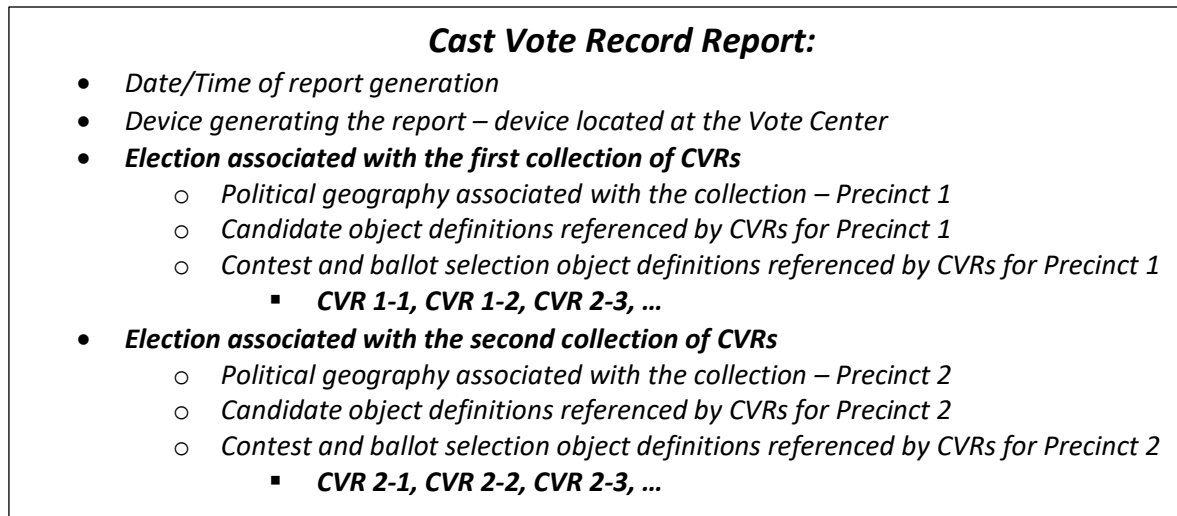 Cast Vote Record Report:
• Date/Time of report generation
• Device generating the report – device located at the Vote Center
• Election associated with the first collection of CVRs
o Political geography associated with the collection – Precinct 1
o Candidate object definitions referenced by CVRs for Precinct 1
o Contest and ballot selection object definitions referenced by CVRs for Precinct 1
▪ CVR 1-1, CVR 1-2, CVR 2-3, …
• Election associated with the second collection of CVRs
o Political geography associated with the collection – Precinct 2
o Candidate object definitions referenced by CVRs for Precinct 2
o Contest and ballot selection object definitions referenced by CVRs for Precinct 2
▪ CVR 2-1, CVR 2-2, CVR 2-3, …